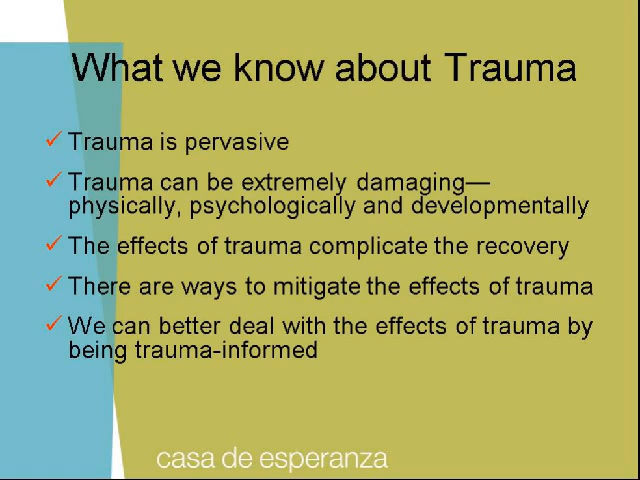 What we know about Trauma
✓ Trauma is pervasive
✓ Trauma can be extremely damaging—
physically, psychologically and developmentally
✓ The effects of trauma complicate the recovery
✓ There are ways to mitigate the effects of trauma
✓ We can better deal with the effects of trauma by
being trauma-informed
casa de esperanza